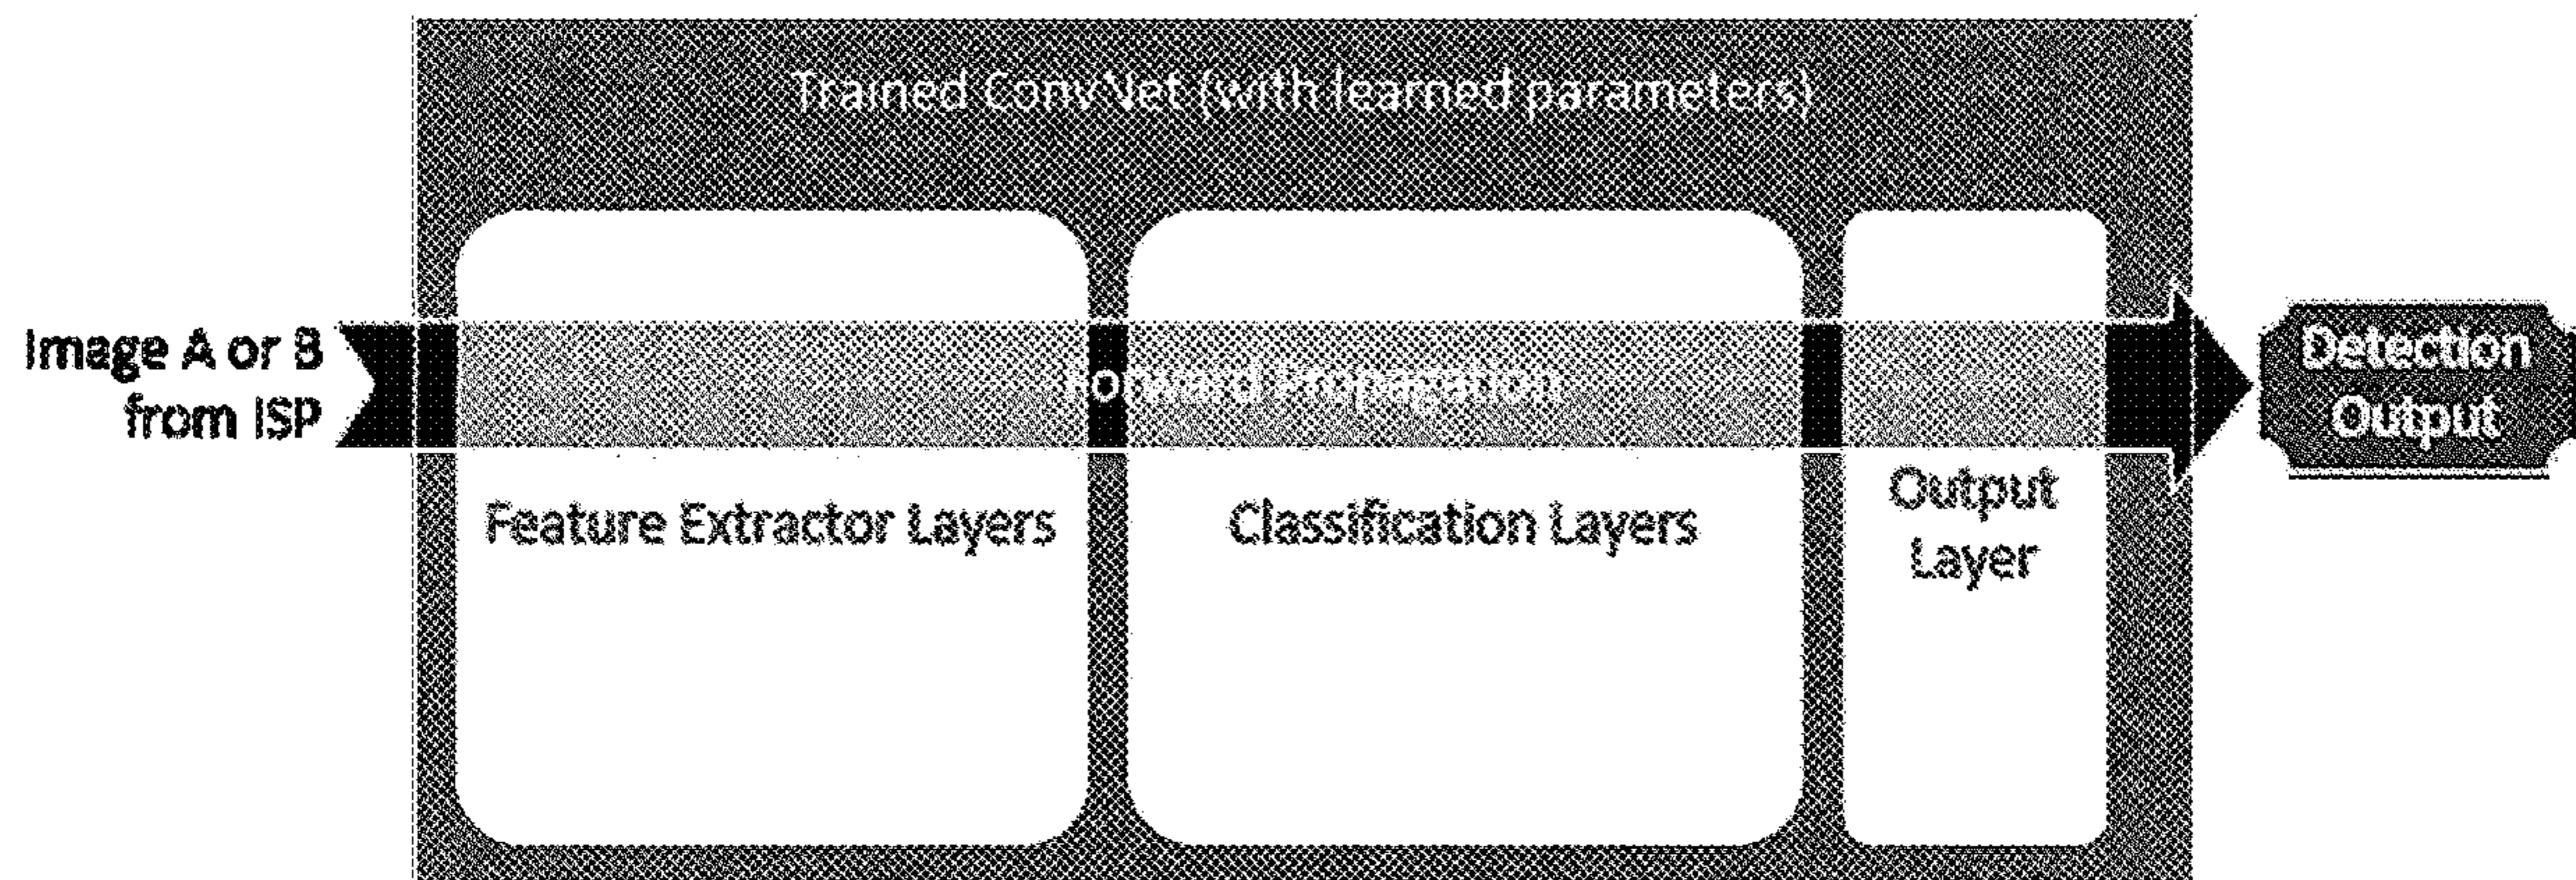 Trained ConvNet (with learned parameters)
Image A or B
from ISP
Forward Propagation
Detection
Output
Feature Extractor Layers
Classification Layers
Output
Layer